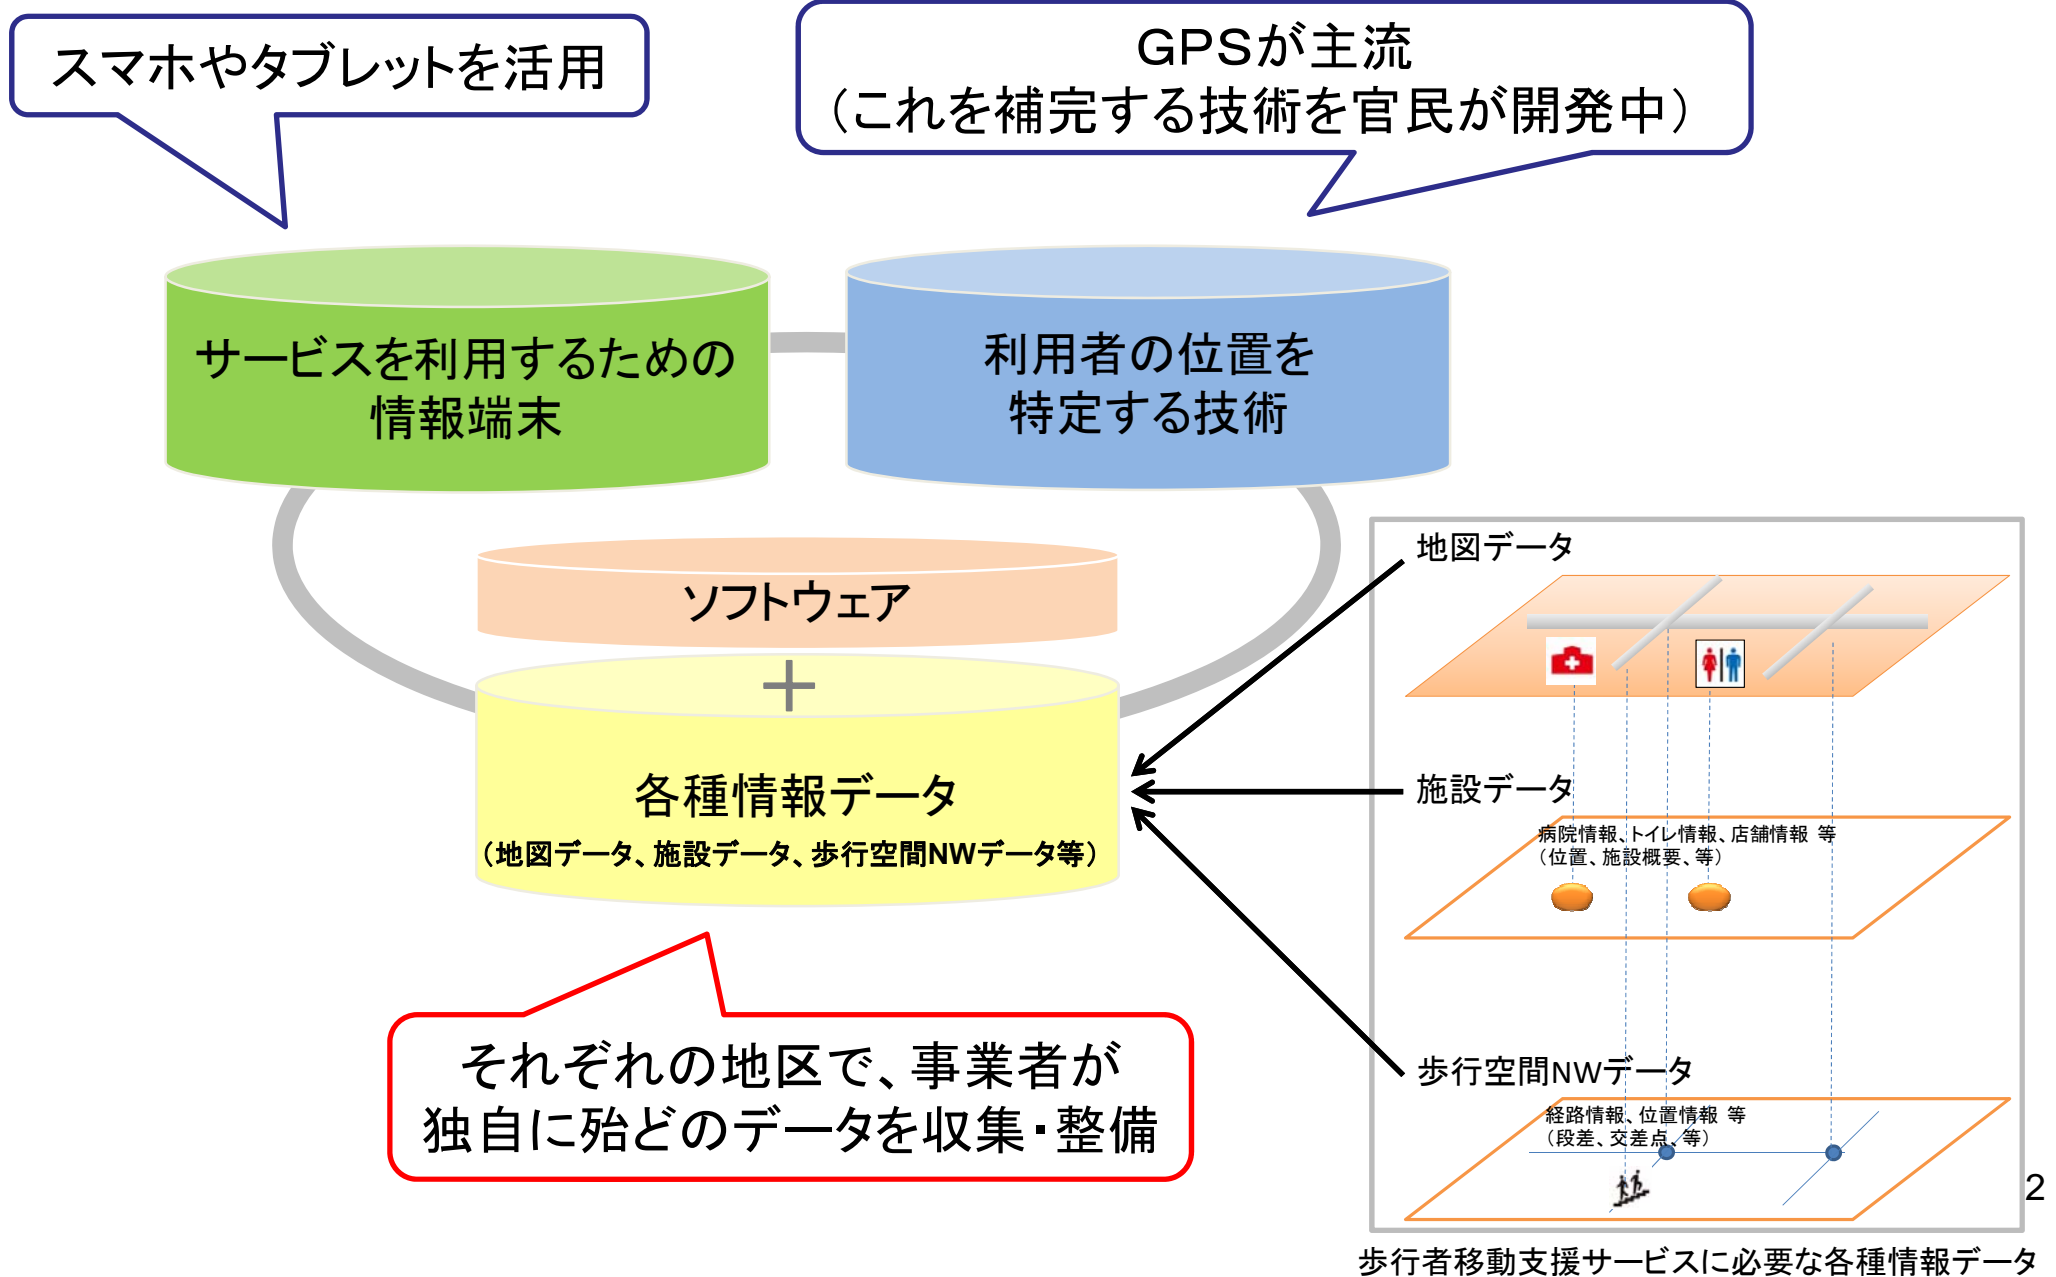 スマホやタブレットを活用
GPSが主流
（これを補完する技術を官民が開発中）
サービスを利用するための
情報端末
利用者の位置を
特定する技術
ソフトウェア
＋
各種情報データ
（地図データ、施設データ、歩行空間NWデータ等）
それぞれの地区で、事業者が
独自に殆どのデータを収集・整備
地図データ
施設データ
病院情報、トイレ情報、店舗情報 等
（位置、施設概要、等）
歩行空間NWデータ
経路情報、位置情報 等
（段差、交差点、等）
2
歩行者移動支援サービスに必要な各種情報データ